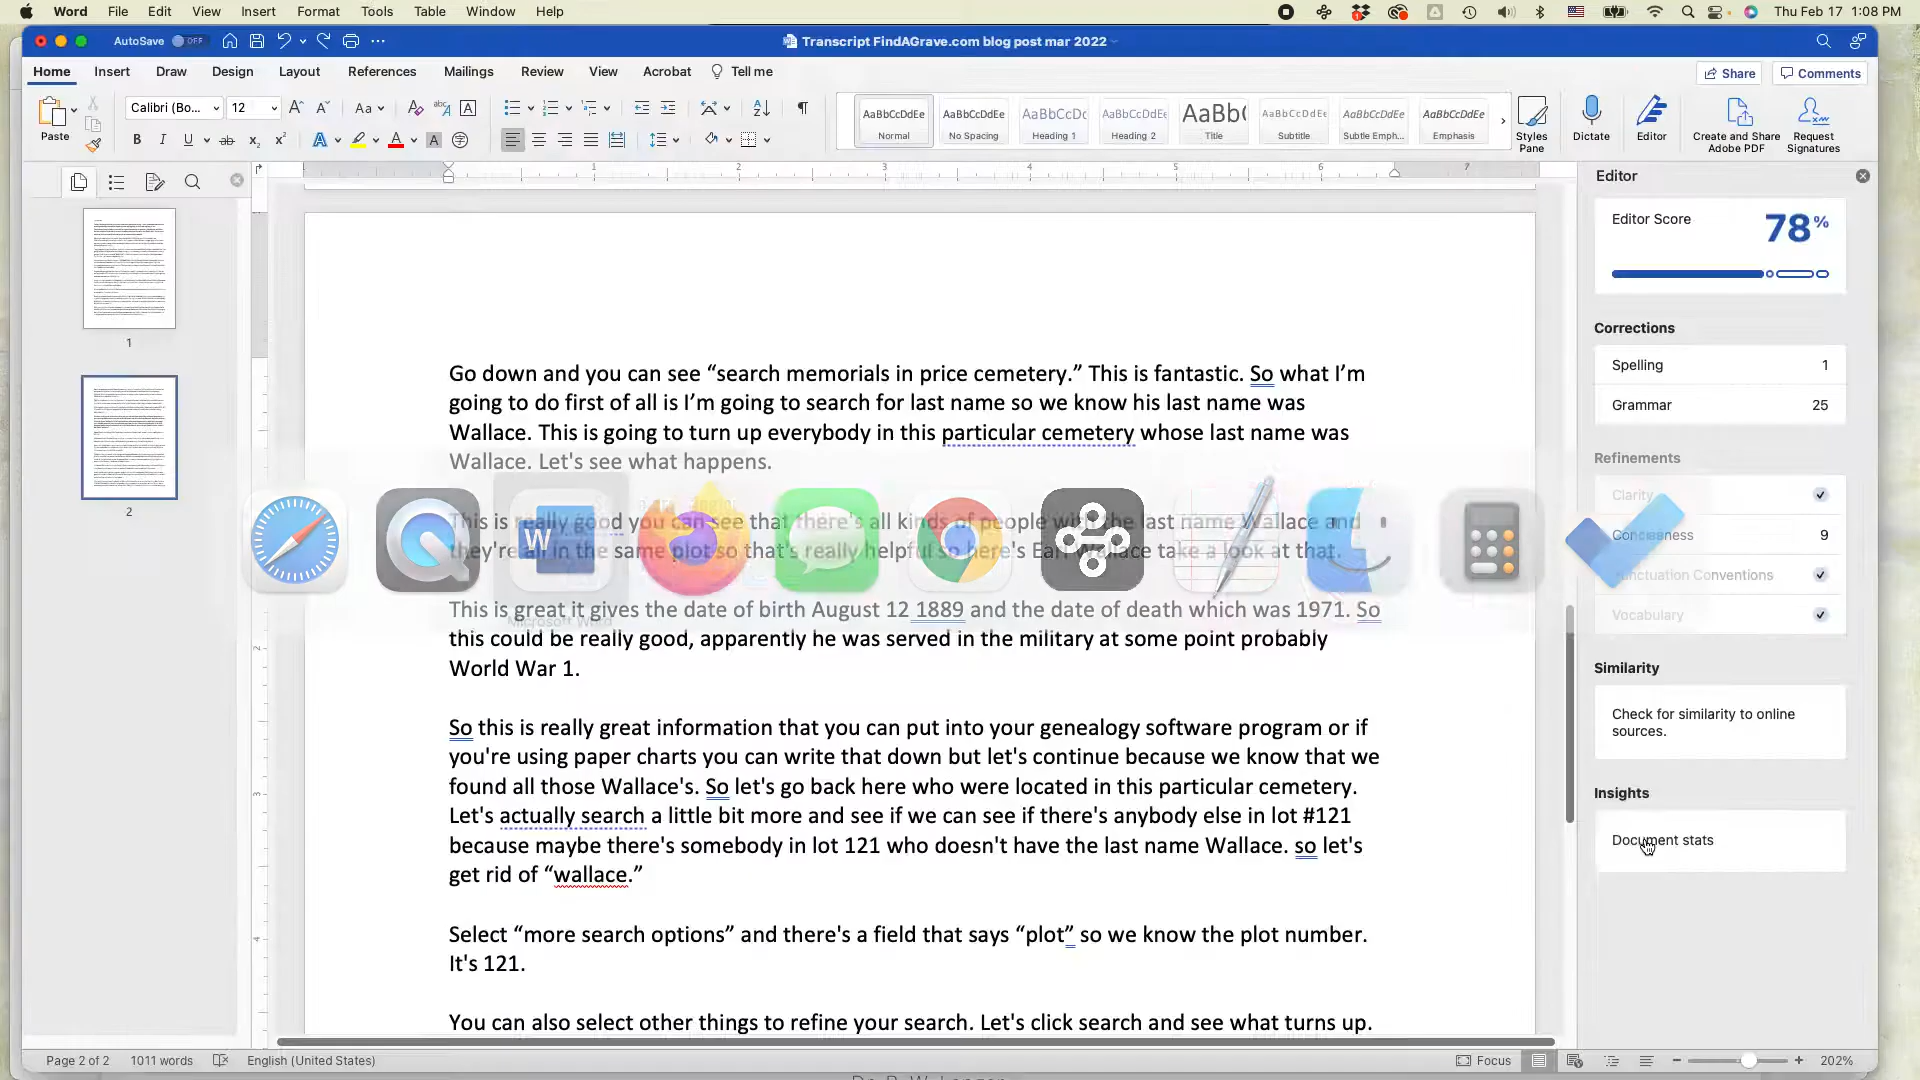 Word File Edit View Insert Format Tools Table Window Help Thu Feb 17 1:08 PM
AutoSave OFF Transcript FindAGrave.com blog post mar 2022
Home Insert Draw Design Layout References Mailings Review View Acrobat Tell me Share Comments
Paste Calibri (Bo... 12
AaBbCcDdEe AaBbCcDdEe AaBbCcDc AaBbCcDdEe AaBb( AaBbCcDdEe AaBbCcDdEe AaBbCcDdEe
Normal No Spacing Heading 1 Heading 2 Title Subtitle Subtle Emph... Emphasis
Styles Pane Dictate Editor Create and Share Adobe PDF Request Signatures
1 2 3 4 5 6 7
Go down and you can see “search memorials in price cemetery.” This is fantastic. So what I’m
going to do first of all is I’m going to search for last name so we know his last name was
Wallace. This is going to turn up everybody in this particular cemetery whose last name was
Wallace. Let's see what happens.
This is really good you can see that there's all kinds of people with the last name Wallace and
they're all in the same plot so that's really helpful so here's Earl Wallace take a look at that.
Microsoft Word
This is great it gives the date of birth August 12 1889 and the date of death which was 1971. So
this could be really good, apparently he was served in the military at some point probably
World War 1.
So this is really great information that you can put into your genealogy software program or if
you're using paper charts you can write that down but let's continue because we know that we
found all those Wallace's. So let's go back here who were located in this particular cemetery.
Let's actually search a little bit more and see if we can see if there's anybody else in lot #121
because maybe there's somebody in lot 121 who doesn't have the last name Wallace. so let's
get rid of “wallace.”
Select “more search options” and there's a field that says “plot” so we know the plot number.
It's 121.
You can also select other things to refine your search. Let's click search and see what turns up.
1
2
Editor
Editor Score 78%
Corrections
Spelling 1
Grammar 25
Refinements
Clarity
Conciseness 9
Punctuation Conventions
Vocabulary
Similarity
Check for similarity to online
sources.
Insights
Document stats
Page 2 of 2 1011 words English (United States) Focus 202%